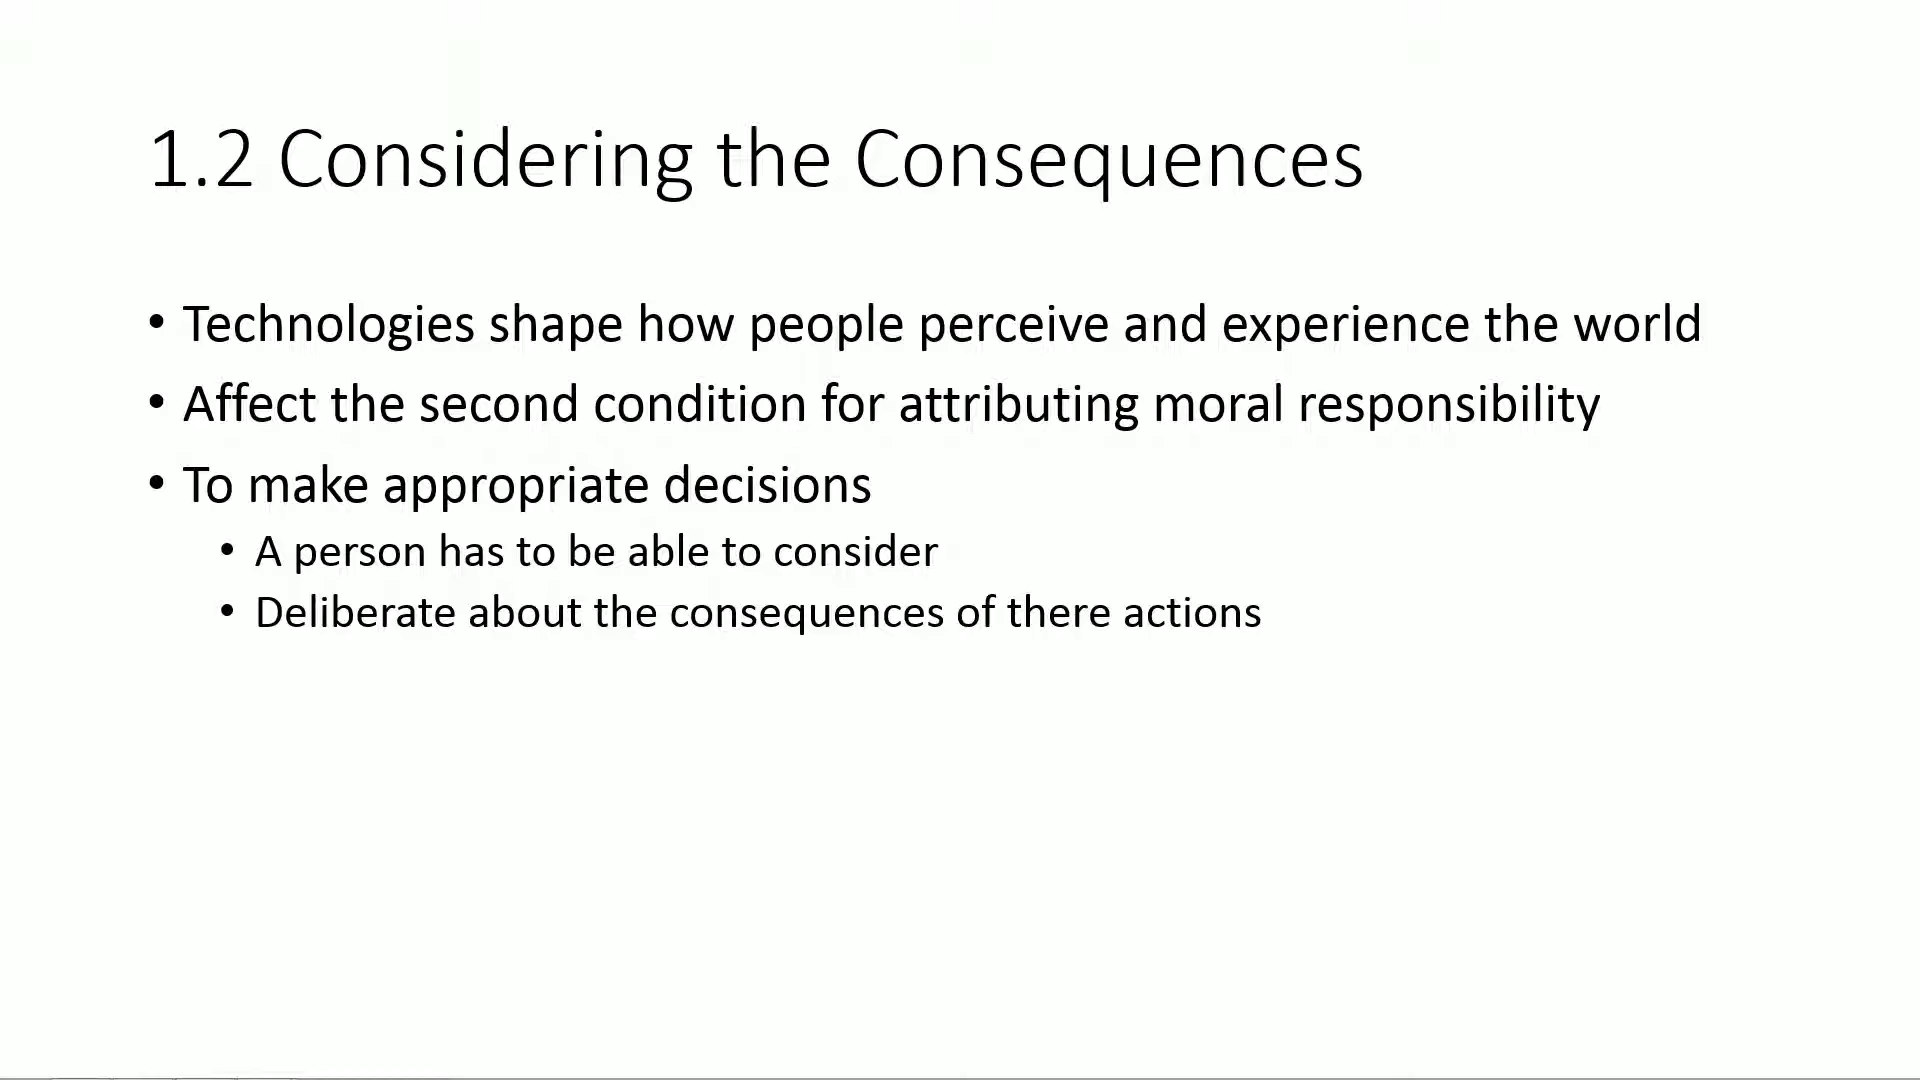 1.2 Considering the Consequences
• Technologies shape how people perceive and experience the world
• Affect the second condition for attributing moral responsibility
• To make appropriate decisions
• A person has to be able to consider
• Deliberate about the consequences of there actions